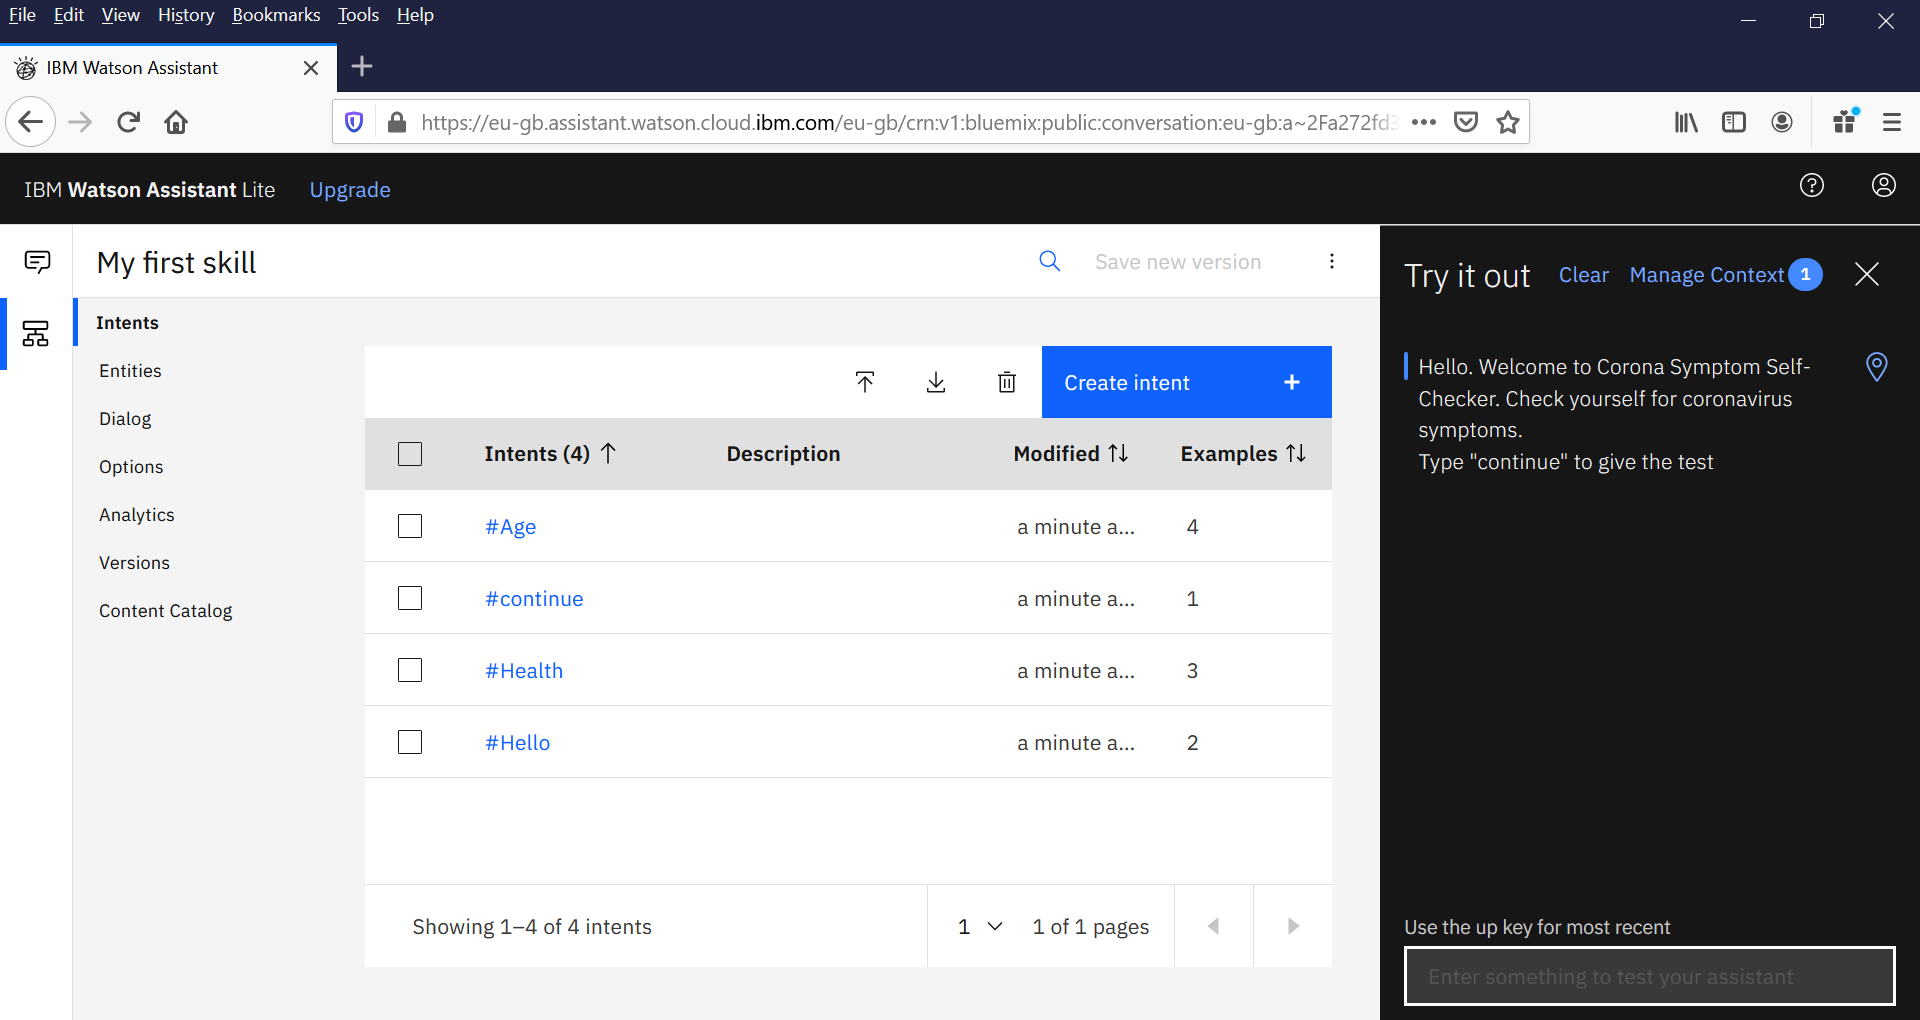 File Edit View History Bookmarks Tools Help
IBM Watson Assistant
https://eu-gb.assistant.watson.cloud.ibm.com/eu-gb/crn:v1:bluemix:public:conversation:eu-gb:a~2Fa272fd3
IBM Watson Assistant Lite Upgrade
My first skill
Save new version
Intents
Entities
Dialog
Options
Analytics
Versions
Content Catalog
Create intent
Intents (4) Description Modified Examples
#Age a minute a... 4
#continue a minute a... 1
#Health a minute a... 3
#Hello a minute a... 2
Showing 1–4 of 4 intents 1 1 of 1 pages
Try it out Clear Manage Context 1
Hello. Welcome to Corona Symptom Self-
Checker. Check yourself for coronavirus
symptoms.
Type "continue" to give the test
Use the up key for most recent
Enter something to test your assistant